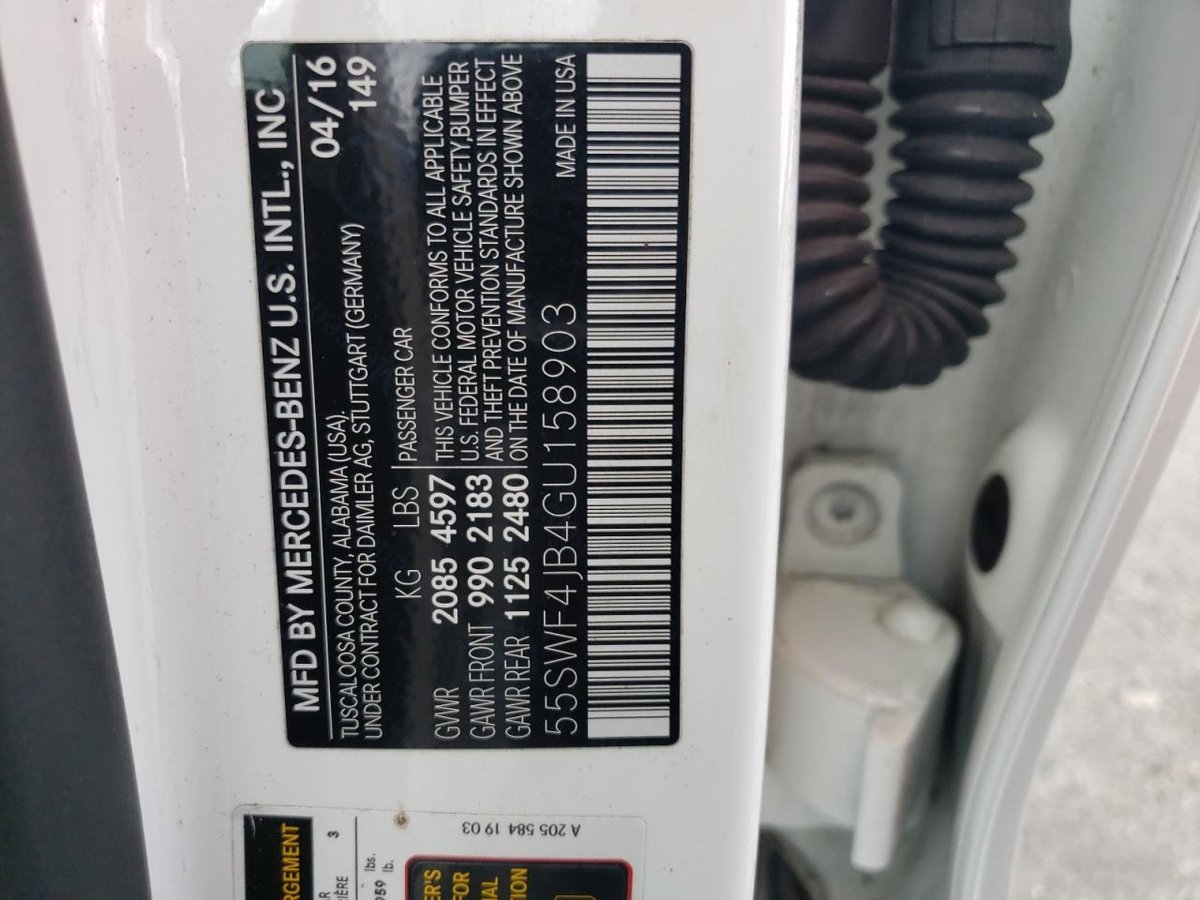 MFD BY MERCEDES-BENZ U.S. INTL., INC
TUSCALOOSA COUNTY, ALABAMA (USA). 04/16
UNDER CONTRACT FOR DAIMLER AG, STUTTGART (GERMANY) 149
KG LBS PASSENGER CAR
GVWR 2085 4597 THIS VEHICLE CONFORMS TO ALL APPLICABLE
GAWR FRONT 990 2183 U.S. FEDERAL MOTOR VEHICLE SAFETY,BUMPER
GAWR REAR 1125 2480 AND THEFT PREVENTION STANDARDS IN EFFECT
ON THE DATE OF MANUFACTURE SHOWN ABOVE
55SWF4JB4GU158903 MADE IN USA
A 205 584 19 03
3
lbs.
lb.